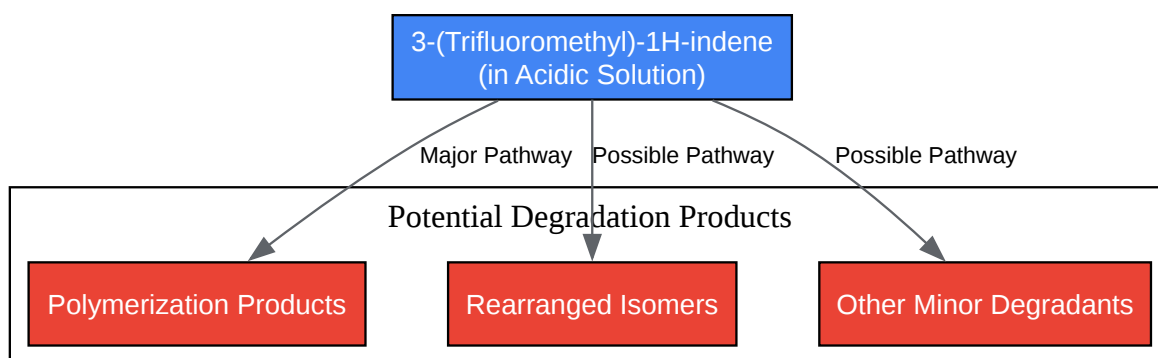 3-(Trifluoromethyl)-1H-indene
(in Acidic Solution)
Major Pathway
Possible Pathway
Possible Pathway
Potential Degradation Products
Polymerization Products
Rearranged Isomers
Other Minor Degradants